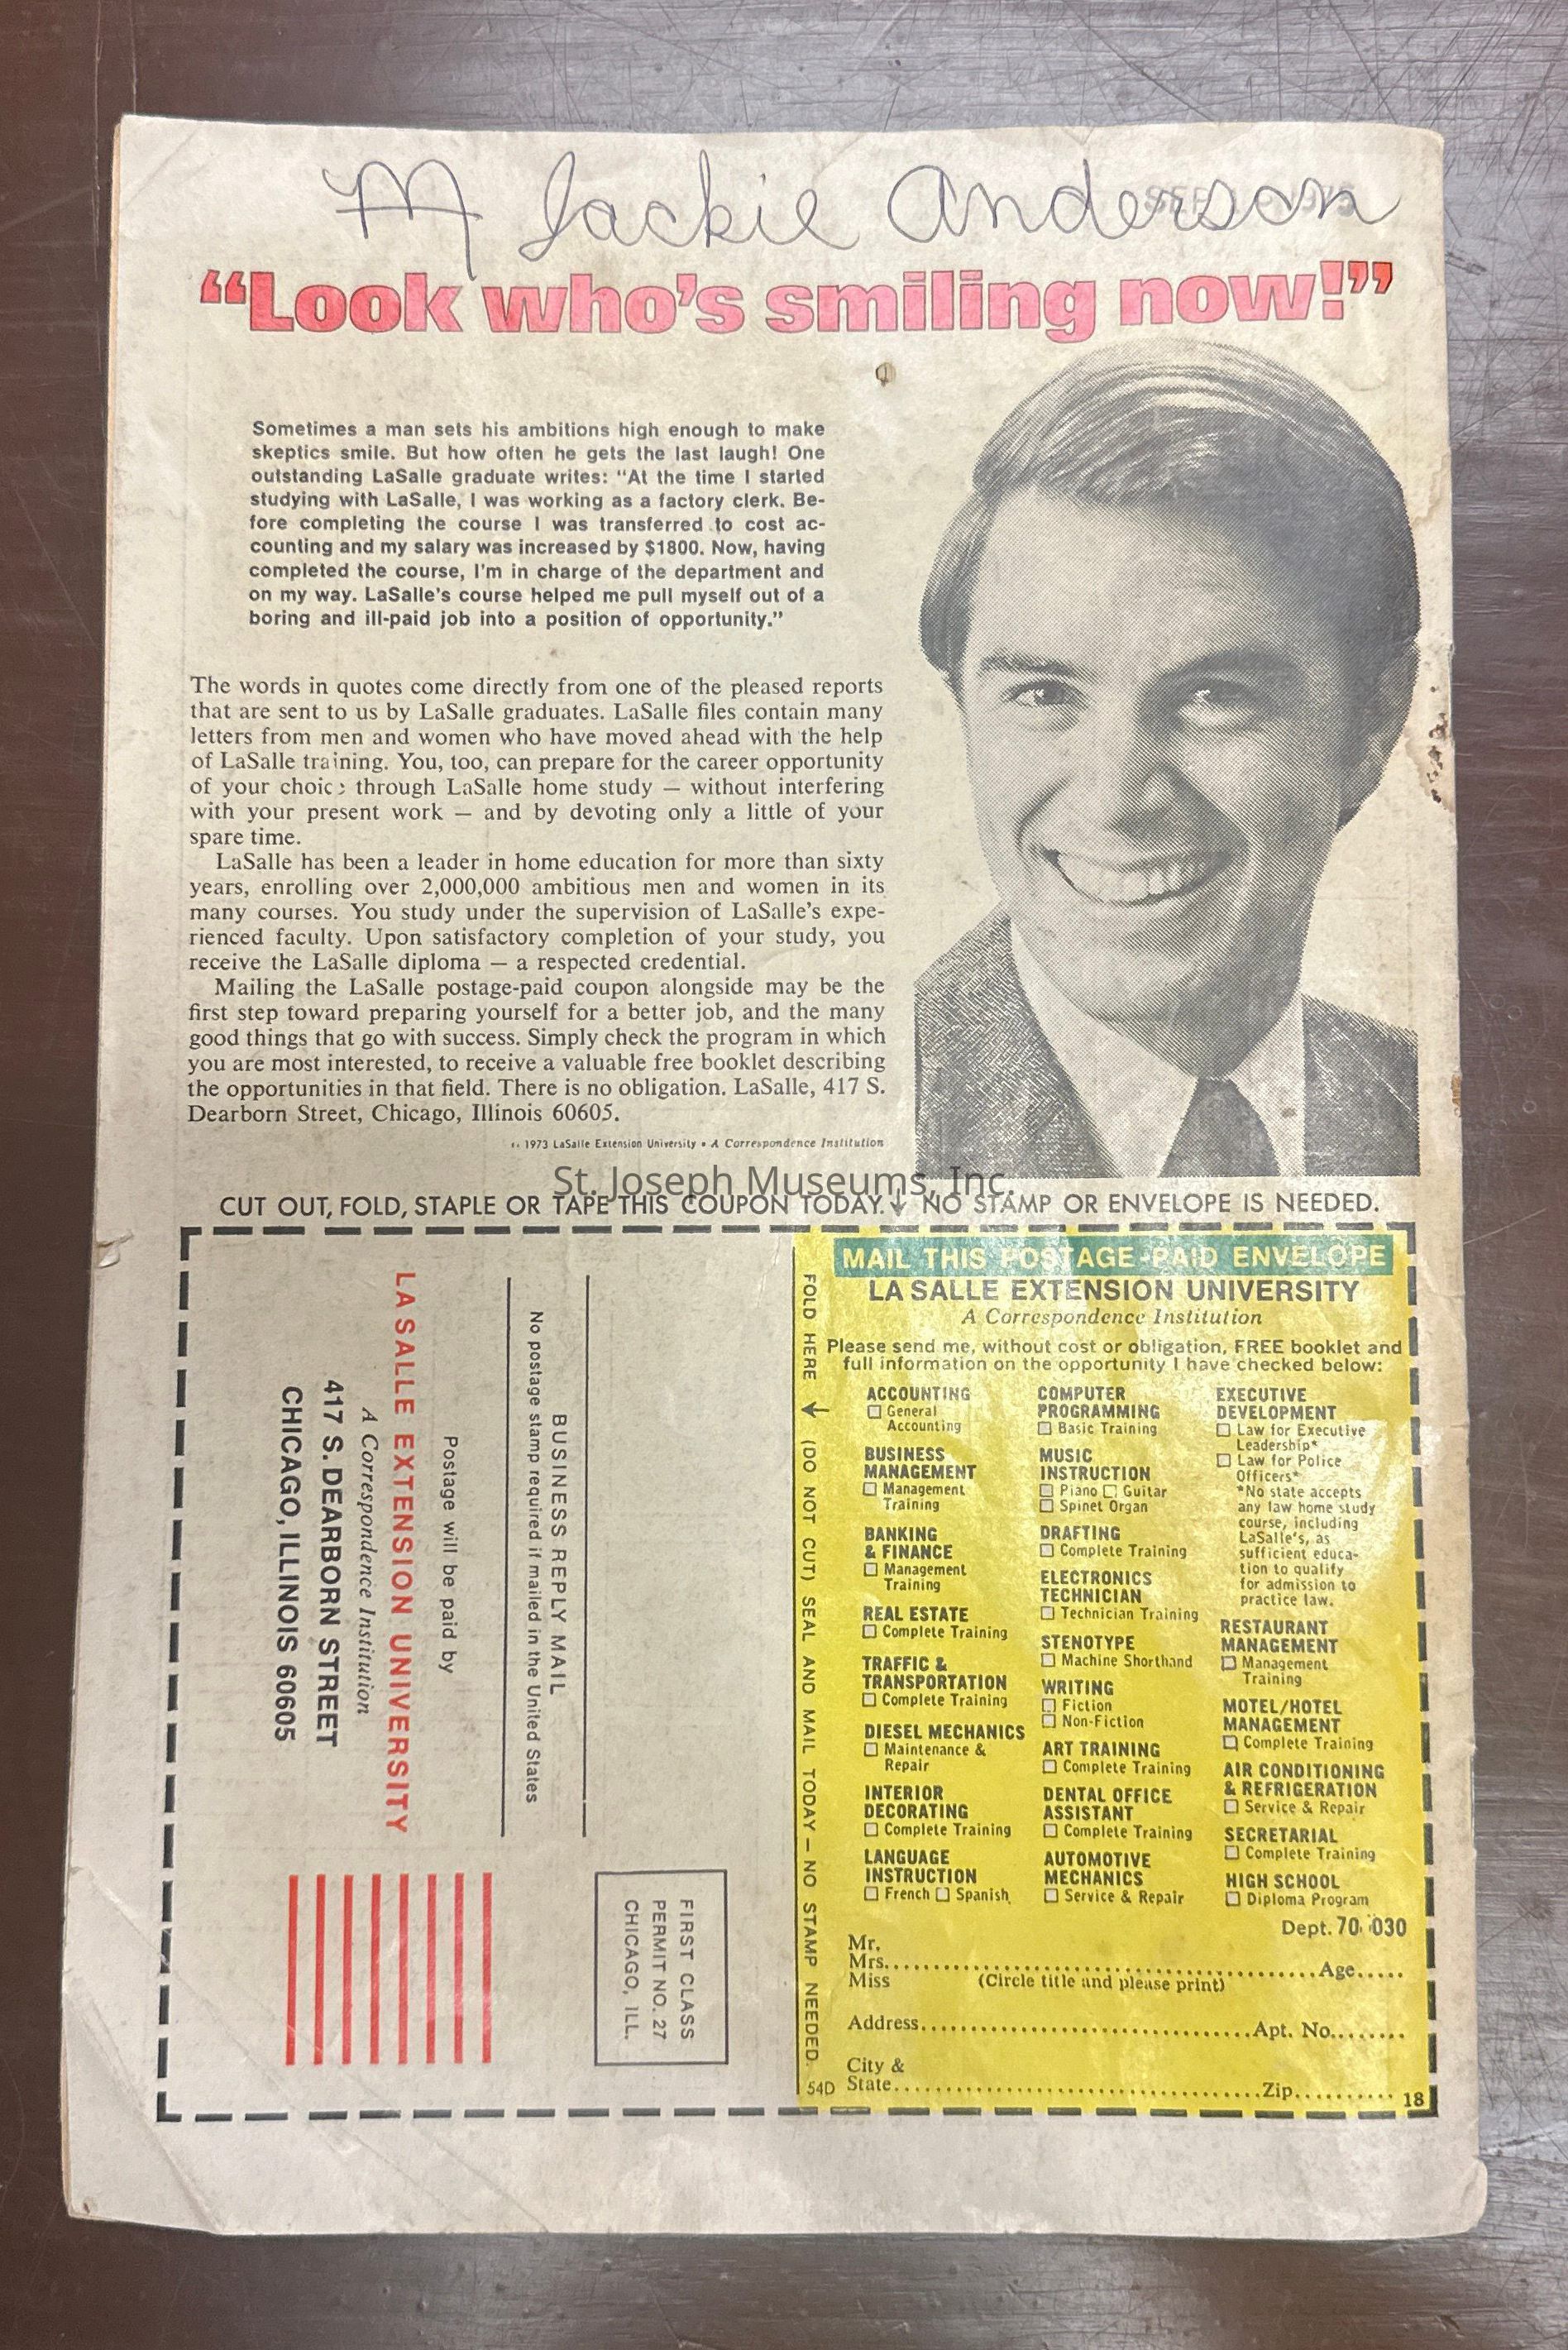 M Jackie Anderson
“Look who’s smiling now!”
Sometimes a man sets his ambitions high enough to make
skeptics smile. But how often he gets the last laugh! One
outstanding LaSalle graduate writes: “At the time I started
studying with LaSalle, I was working as a factory clerk. Be-
fore completing the course I was transferred to cost ac-
counting and my salary was increased by $1800. Now, having
completed the course, I'm in charge of the department and
on my way. LaSalle's course helped me pull myself out of a
boring and ill-paid job into a position of opportunity.”
The words in quotes come directly from one of the pleased reports
that are sent to us by LaSalle graduates. LaSalle files contain many
letters from men and women who have moved ahead with the help
of LaSalle training. You, too, can prepare for the career opportunity
of your choice through LaSalle home study — without interfering
with your present work — and by devoting only a little of your
spare time.
LaSalle has been a leader in home education for more than sixty
years, enrolling over 2,000,000 ambitious men and women in its
many courses. You study under the supervision of LaSalle's expe-
rienced faculty. Upon satisfactory completion of your study, you
receive the LaSalle diploma — a respected credential.
Mailing the LaSalle postage-paid coupon alongside may be the
first step toward preparing yourself for a better job, and the many
good things that go with success. Simply check the program in which
you are most interested, to receive a valuable free booklet describing
the opportunities in that field. There is no obligation. LaSalle, 417 S.
Dearborn Street, Chicago, Illinois 60605.
1973 LaSalle Extension University • A Correspondence Institution
St. Joseph Museums, Inc.
CUT OUT, FOLD, STAPLE OR TAPE THIS COUPON TODAY. ↓ NO STAMP OR ENVELOPE IS NEEDED.
FIRST CLASS
PERMIT NO. 27
CHICAGO, ILL.
BUSINESS REPLY MAIL
No postage stamp required if mailed in the United States
Postage will be paid by
LA SALLE EXTENSION UNIVERSITY
A Correspondence Institution
417 S. DEARBORN STREET
CHICAGO, ILLINOIS 60605
FOLD HERE ↓ (DO NOT CUT) SEAL AND MAIL TODAY — NO STAMP NEEDED.
54D
MAIL THIS POSTAGE-PAID ENVELOPE
LA SALLE EXTENSION UNIVERSITY
A Correspondence Institution
Please send me, without cost or obligation, FREE booklet and
full information on the opportunity I have checked below:
ACCOUNTING
☐ General
Accounting
BUSINESS
MANAGEMENT
☐ Management
Training
BANKING
& FINANCE
☐ Management
Training
REAL ESTATE
☐ Complete Training
TRAFFIC &
TRANSPORTATION
☐ Complete Training
DIESEL MECHANICS
☐ Maintenance &
Repair
INTERIOR
DECORATING
☐ Complete Training
LANGUAGE
INSTRUCTION
☐ French ☐ Spanish
COMPUTER
PROGRAMMING
☐ Basic Training
MUSIC
INSTRUCTION
☐ Piano ☐ Guitar
☐ Spinet Organ
DRAFTING
☐ Complete Training
ELECTRONICS
TECHNICIAN
☐ Technician Training
STENOTYPE
☐ Machine Shorthand
WRITING
☐ Fiction
☐ Non-Fiction
ART TRAINING
☐ Complete Training
DENTAL OFFICE
ASSISTANT
☐ Complete Training
AUTOMOTIVE
MECHANICS
☐ Service & Repair
EXECUTIVE
DEVELOPMENT
☐ Law for Executive
Leadership*
☐ Law for Police
Officers*
*No state accepts
any law home study
course, including
LaSalle's, as
sufficient educa-
tion to qualify
for admission to
practice law.
RESTAURANT
MANAGEMENT
☐ Management
Training
MOTEL/HOTEL
MANAGEMENT
☐ Complete Training
AIR CONDITIONING
& REFRIGERATION
☐ Service & Repair
SECRETARIAL
☐ Complete Training
HIGH SCHOOL
☐ Diploma Program
Dept. 70-030
Mr.
Mrs. Age
Miss (Circle title and please print)
Address Apt. No.
City &
State Zip
18